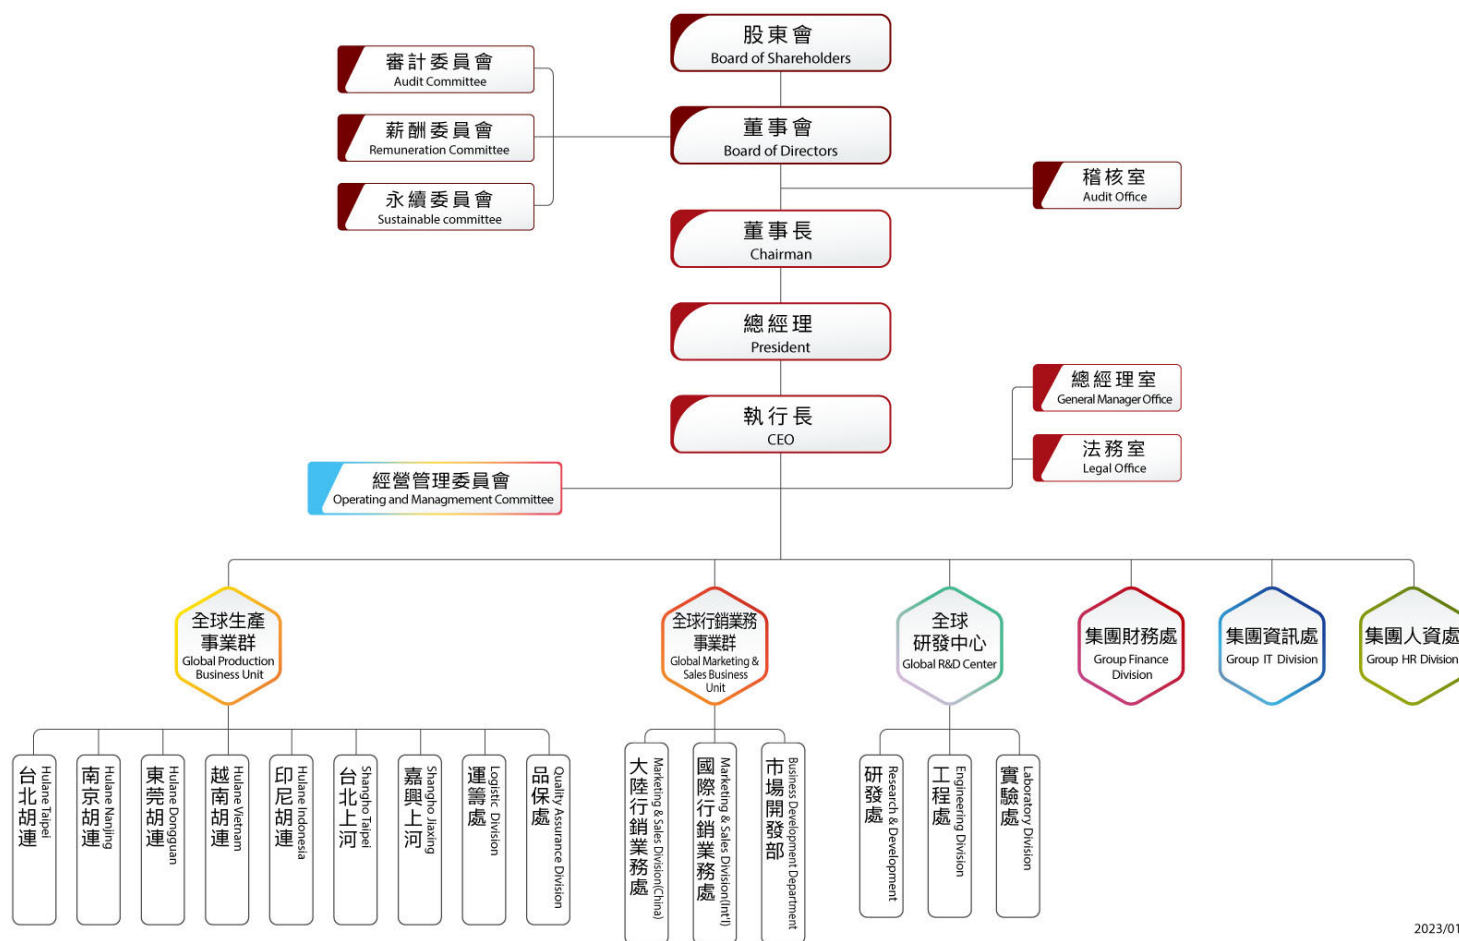 股東會
Board of Shareholders
審計委員會
Audit Committee
薪酬委員會
Remuneration Committee
永續委員會
Sustainable committee
董事會
Board of Directors
稽核室
Audit Office
董事長
Chairman
總經理
President
執行長
CEO
總經理室
General Manager Office
法務室
Legal Office
經營管理委員會
Operating and Managmement Committee
全球生產
事業群
Global Production
Business Unit
全球行銷業務
事業群
Global Marketing &
Sales Business
Unit
全球
研發中心
Global R&D Center
集團財務處
Group Finance
Division
集團資訊處
Group IT Division
集團人資處
Group HR Division
台北胡連
Hulane Taipei
南京胡連
Hulane Nanjing
東莞胡連
Hulane Dongguan
越南胡連
Hulane Vietnam
印尼胡連
Hulane Indonesia
台北上河
Shangho Taipei
嘉興上河
Shangho Jiaxing
運籌處
Logistic Division
品保處
Quality Assurance Division
大陸行銷業務處
Marketing & Sales Division(China)
國際行銷業務處
Marketing & Sales Division(Int'l)
市場開發部
Business Development Department
研發處
Research & Development
工程處
Engineering Division
實驗處
Laboratory Division
2023/01